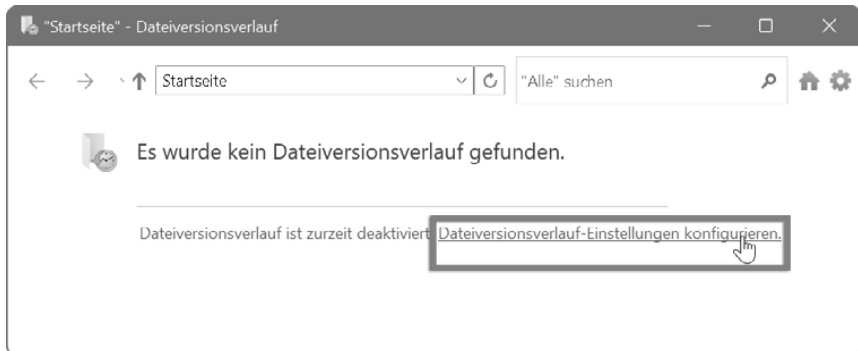 "Startseite" - Dateiversionsverlauf
Startseite
"Alle" suchen
Es wurde kein Dateiversionsverlauf gefunden.
Dateiversionsverlauf ist zurzeit deaktiviert Dateiversionsverlauf-Einstellungen konfigurieren.